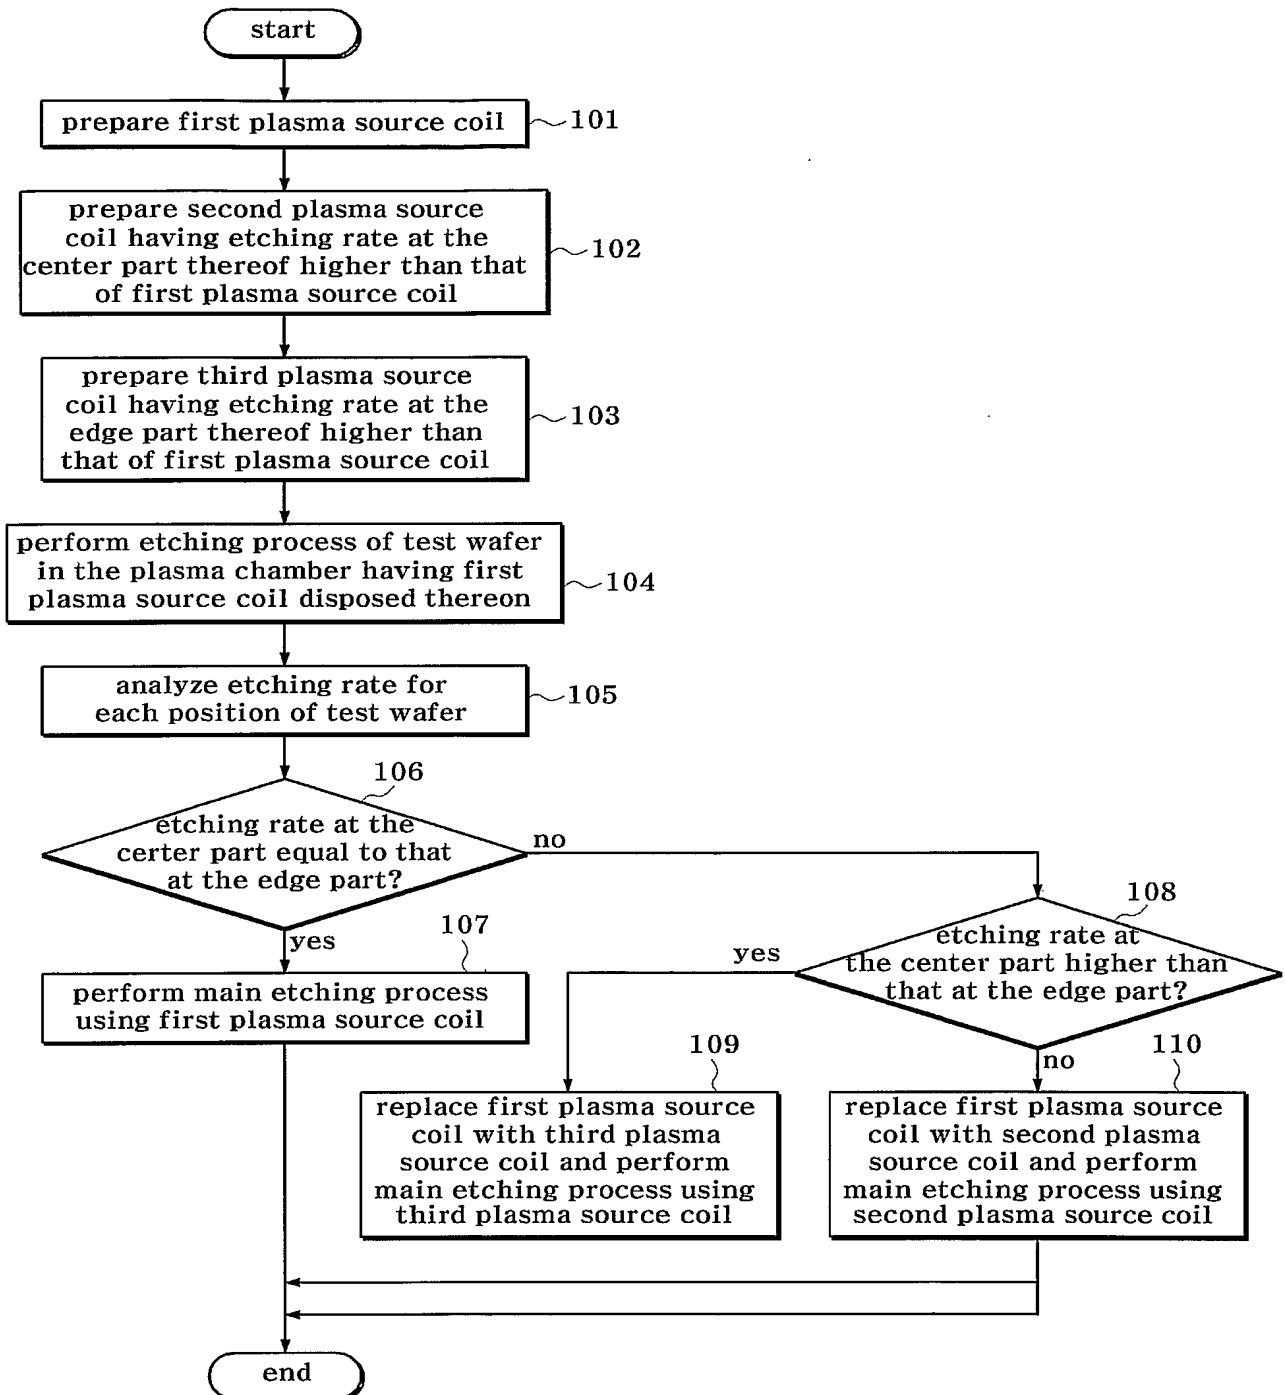 start
prepare first plasma source coil
101
prepare second plasma source
coil having etching rate at the
center part thereof higher than that
of first plasma source coil
102
prepare third plasma source
coil having etching rate at the
edge part thereof higher than
that of first plasma source coil
103
perform etching process of test wafer
in the plasma chamber having first
plasma source coil disposed thereon
104
analyze etching rate for
each position of test wafer
105
106
etching rate at the
certer part equal to that
at the edge part?
no
yes
107
perform main etching process
using first plasma source coil
108
etching rate at
the center part higher than
that at the edge part?
yes
no
109
replace first plasma source
coil with third plasma
source coil and perform
main etching process using
third plasma source coil
110
replace first plasma source
coil with second plasma
source coil and perform
main etching process using
second plasma source coil
end